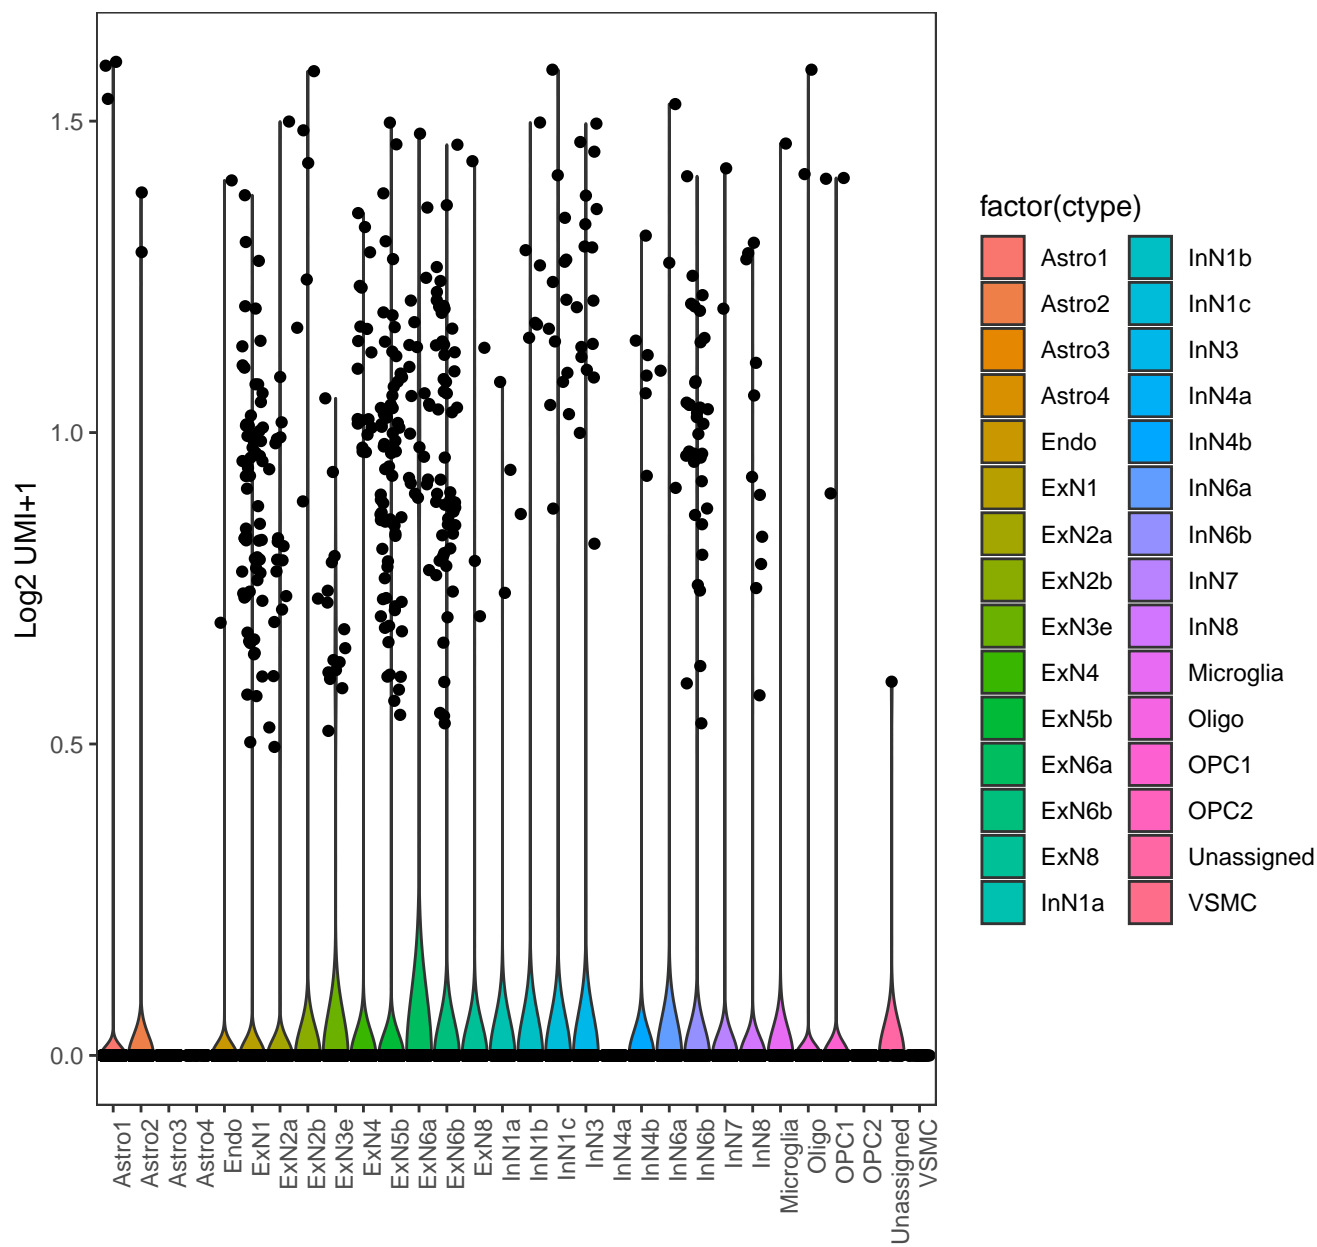 Log2 UMI+1
1.5
1.0
0.5
0.0
Astro1
Astro2
Astro3
Astro4
Endo
ExN1
ExN2a
ExN2b
ExN3e
ExN4
ExN5b
ExN6a
ExN6b
ExN8
InN1a
InN1b
InN1c
InN3
InN4a
InN4b
InN6a
InN6b
InN7
InN8
Microglia
Oligo
OPC1
OPC2
Unassigned
VSMC
factor(ctype)
Astro1
Astro2
Astro3
Astro4
Endo
ExN1
ExN2a
ExN2b
ExN3e
ExN4
ExN5b
ExN6a
ExN6b
ExN8
InN1a
InN1b
InN1c
InN3
InN4a
InN4b
InN6a
InN6b
InN7
InN8
Microglia
Oligo
OPC1
OPC2
Unassigned
VSMC